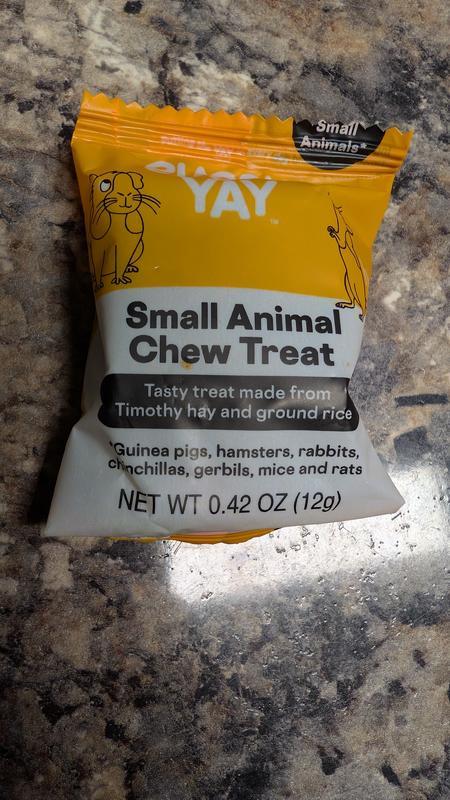 Small
Animals*
YAY™
Small Animal
Chew Treat
Tasty treat made from
Timothy hay and ground rice
*Guinea pigs, hamsters, rabbits,
chinchillas, gerbils, mice and rats
NET WT 0.42 OZ (12g)